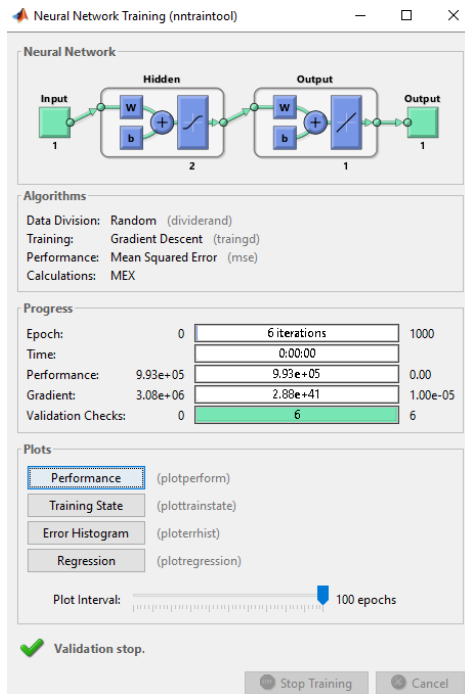 Neural Network Training (nntraintool)
Neural Network
Hidden Output
Input Output
W W
b b
1 2 1 1
Algorithms
Data Division: Random (dividerand)
Training: Gradient Descent (traingd)
Performance: Mean Squared Error (mse)
Calculations: MEX
Progress
Epoch: 0 6 iterations 1000
Time: 0:00:00
Performance: 9.93e+05 9.93e+05 0.00
Gradient: 3.08e+06 2.88e+41 1.00e-05
Validation Checks: 0 6 6
Plots
Performance (plotperform)
Training State (plottrainstate)
Error Histogram (ploterrhist)
Regression (plotregression)
Plot Interval: 100 epochs
Validation stop.
Stop Training Cancel